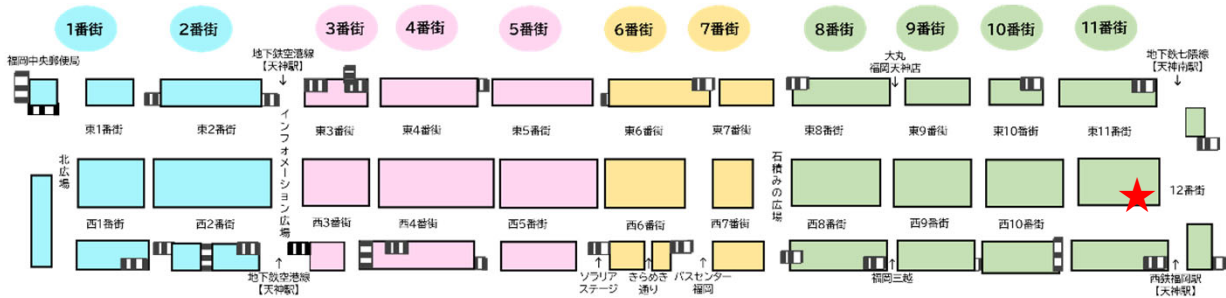 1番街
2番街
3番街
4番街
5番街
6番街
7番街
8番街
9番街
10番街
11番街
福岡中央郵便局
地下鉄空港線
【天神駅】
↓
大丸
福岡天神店
↓
地下鉄七隈線
【天神南駅】
↓
東1番街
東2番街
東3番街
東4番街
東5番街
東6番街
東7番街
東8番街
東9番街
東10番街
東11番街
北広場
インフォメーション広場
石積みの広場
12番街
西1番街
西2番街
西3番街
西4番街
西5番街
西6番街
西7番街
西8番街
西9番街
西10番街
↑
地下鉄空港線
【天神駅】
↑
ソラリア
ステージ
↑
きらめき
通り
↑
バスセンター
福岡
↑
福岡三越
↑
西鉄福岡駅
【天神駅】